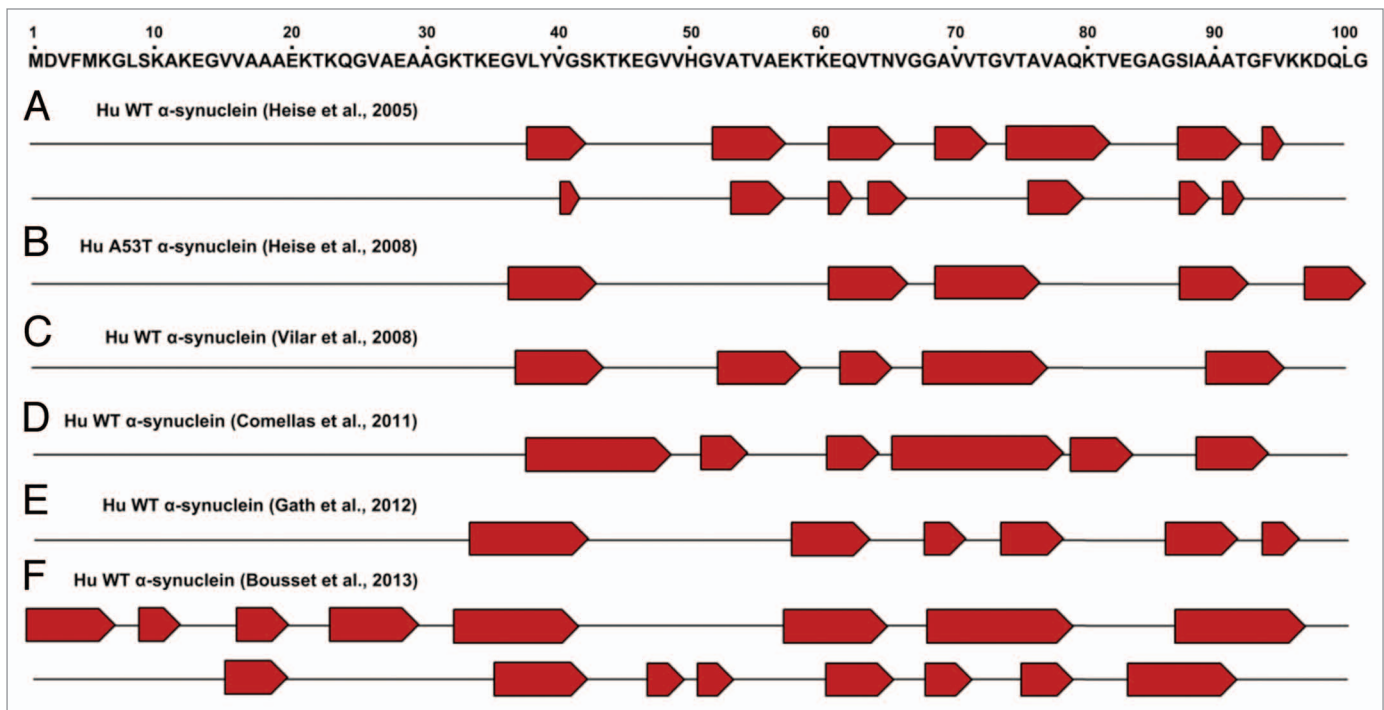 1 10 20 30 40 50 60 70 80 90 100
MDVFMKGLSKAKEGVVAAAEKTKQGVAEAAGKTKEGVLYVGSKTKEGVVHGVATVAEKTKEQVTNVGGAVVTGVTAVAQKTVEGAGSIAAATGFVKKDQLG
A Hu WT α-synuclein (Heise et al., 2005)
B Hu A53T α-synuclein (Heise et al., 2008)
C Hu WT α-synuclein (Vilar et al., 2008)
D Hu WT α-synuclein (Comellas et al., 2011)
E Hu WT α-synuclein (Gath et al., 2012)
F Hu WT α-synuclein (Bousset et al., 2013)